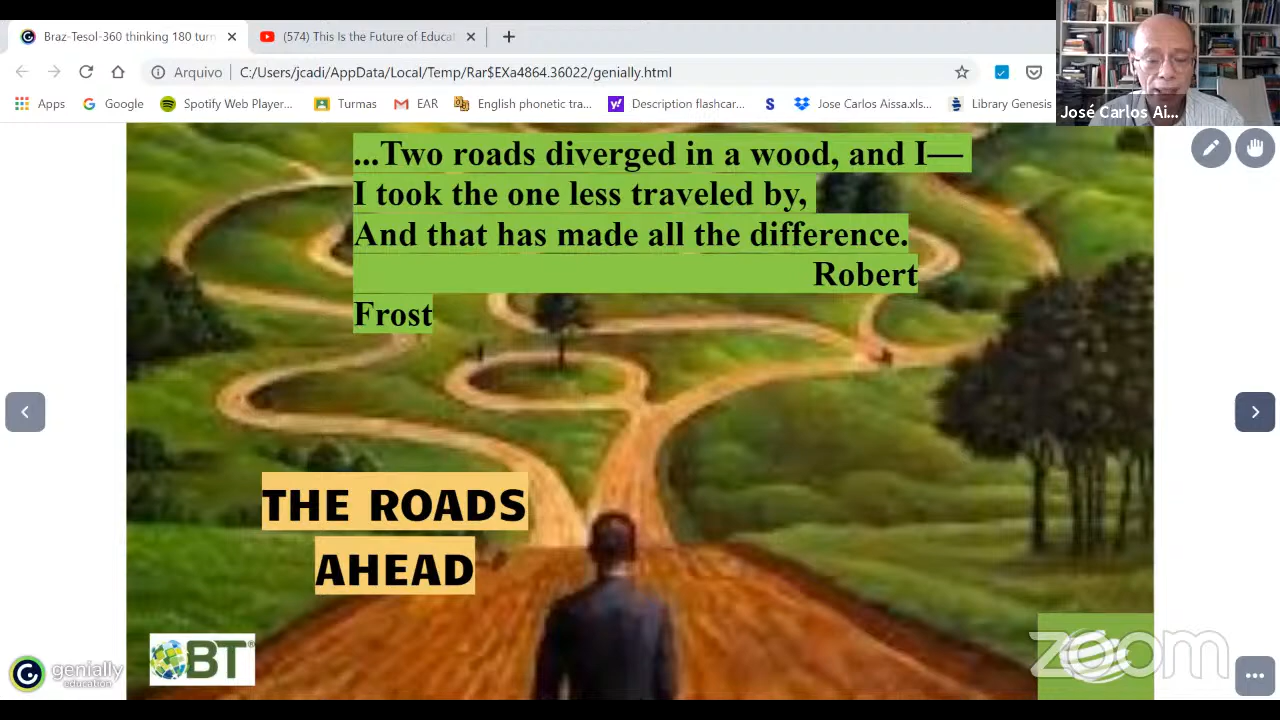 Braz-Tesol-360 thinking 180 turn
(574) This Is the Future of Educat
Arquivo | C:/Users/jcadi/AppData/Local/Temp/Rar$EXa4864.36022/genially.html
Apps Google Spotify Web Player... Turmas EAR English phonetic tra... Description flashcar... S Jose Carlos Aissa.xls... Library Genesis
José Carlos Ai...
...Two roads diverged in a wood, and I—
I took the one less traveled by,
And that has made all the difference.
Robert
Frost
THE ROADS
AHEAD
BT
genially
education
zoom